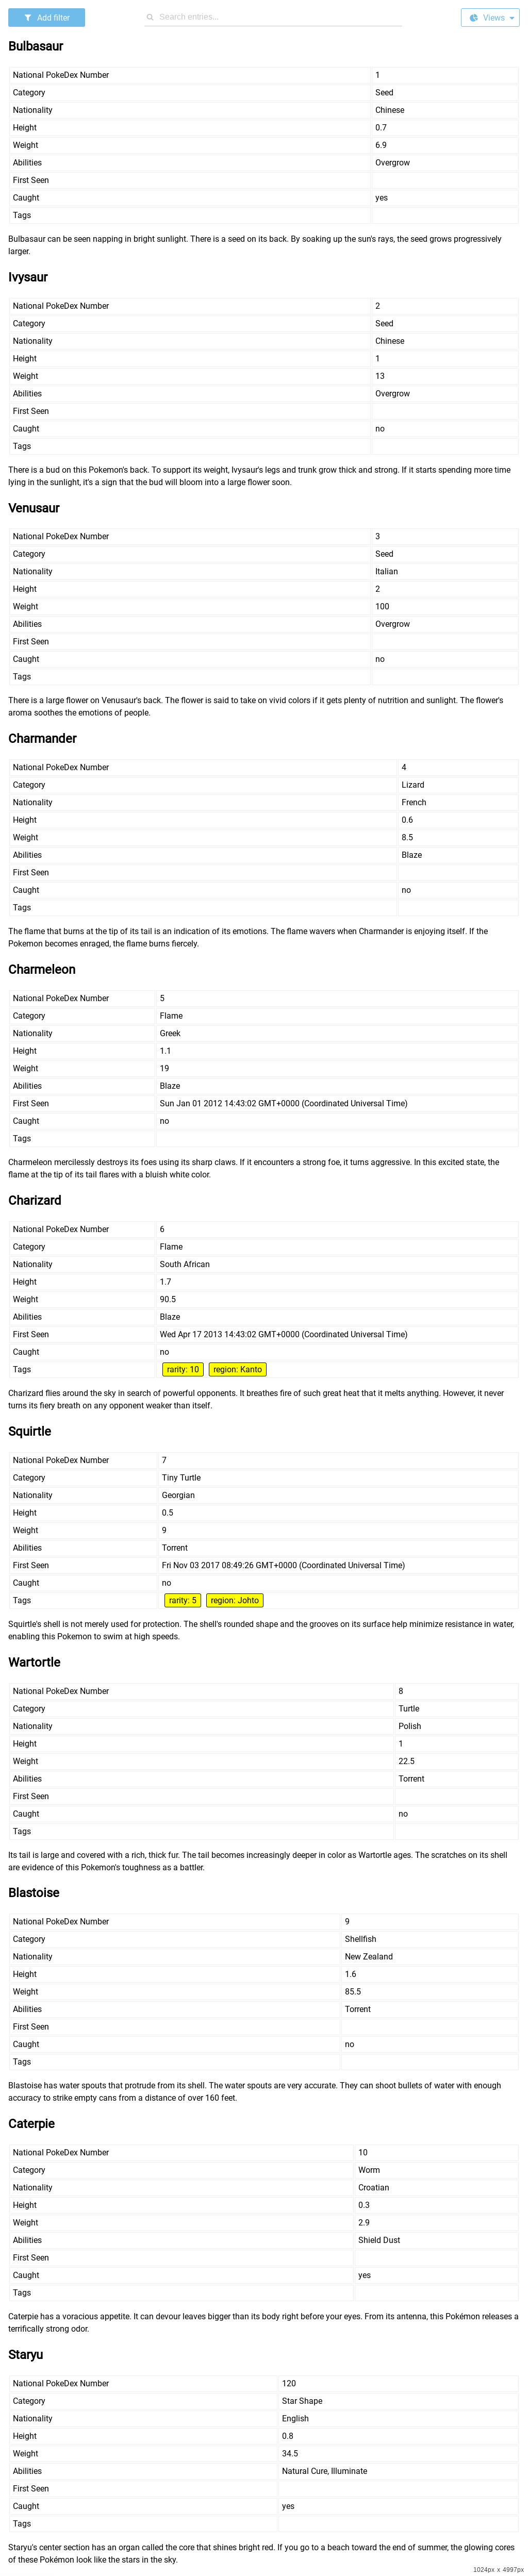 Add filter Search entries... Views
Bulbasaur
National PokeDex Number 1
Category Seed
Nationality Chinese
Height 0.7
Weight 6.9
Abilities Overgrow
First Seen
Caught yes
Tags
Bulbasaur can be seen napping in bright sunlight. There is a seed on its back. By soaking up the sun's rays, the seed grows progressively
larger.
Ivysaur
National PokeDex Number 2
Category Seed
Nationality Chinese
Height 1
Weight 13
Abilities Overgrow
First Seen
Caught no
Tags
There is a bud on this Pokemon's back. To support its weight, Ivysaur's legs and trunk grow thick and strong. If it starts spending more time
lying in the sunlight, it's a sign that the bud will bloom into a large flower soon.
Venusaur
National PokeDex Number 3
Category Seed
Nationality Italian
Height 2
Weight 100
Abilities Overgrow
First Seen
Caught no
Tags
There is a large flower on Venusaur's back. The flower is said to take on vivid colors if it gets plenty of nutrition and sunlight. The flower's
aroma soothes the emotions of people.
Charmander
National PokeDex Number 4
Category Lizard
Nationality French
Height 0.6
Weight 8.5
Abilities Blaze
First Seen
Caught no
Tags
The flame that burns at the tip of its tail is an indication of its emotions. The flame wavers when Charmander is enjoying itself. If the
Pokemon becomes enraged, the flame burns fiercely.
Charmeleon
National PokeDex Number 5
Category Flame
Nationality Greek
Height 1.1
Weight 19
Abilities Blaze
First Seen Sun Jan 01 2012 14:43:02 GMT+0000 (Coordinated Universal Time)
Caught no
Tags
Charmeleon mercilessly destroys its foes using its sharp claws. If it encounters a strong foe, it turns aggressive. In this excited state, the
flame at the tip of its tail flares with a bluish white color.
Charizard
National PokeDex Number 6
Category Flame
Nationality South African
Height 1.7
Weight 90.5
Abilities Blaze
First Seen Wed Apr 17 2013 14:43:02 GMT+0000 (Coordinated Universal Time)
Caught no
Tags rarity: 10 region: Kanto
Charizard flies around the sky in search of powerful opponents. It breathes fire of such great heat that it melts anything. However, it never
turns its fiery breath on any opponent weaker than itself.
Squirtle
National PokeDex Number 7
Category Tiny Turtle
Nationality Georgian
Height 0.5
Weight 9
Abilities Torrent
First Seen Fri Nov 03 2017 08:49:26 GMT+0000 (Coordinated Universal Time)
Caught no
Tags rarity: 5 region: Johto
Squirtle's shell is not merely used for protection. The shell's rounded shape and the grooves on its surface help minimize resistance in water,
enabling this Pokemon to swim at high speeds.
Wartortle
National PokeDex Number 8
Category Turtle
Nationality Polish
Height 1
Weight 22.5
Abilities Torrent
First Seen
Caught no
Tags
Its tail is large and covered with a rich, thick fur. The tail becomes increasingly deeper in color as Wartortle ages. The scratches on its shell
are evidence of this Pokemon's toughness as a battler.
Blastoise
National PokeDex Number 9
Category Shellfish
Nationality New Zealand
Height 1.6
Weight 85.5
Abilities Torrent
First Seen
Caught no
Tags
Blastoise has water spouts that protrude from its shell. The water spouts are very accurate. They can shoot bullets of water with enough
accuracy to strike empty cans from a distance of over 160 feet.
Caterpie
National PokeDex Number 10
Category Worm
Nationality Croatian
Height 0.3
Weight 2.9
Abilities Shield Dust
First Seen
Caught yes
Tags
Caterpie has a voracious appetite. It can devour leaves bigger than its body right before your eyes. From its antenna, this Pokémon releases a
terrifically strong odor.
Staryu
National PokeDex Number 120
Category Star Shape
Nationality English
Height 0.8
Weight 34.5
Abilities Natural Cure, Illuminate
First Seen
Caught yes
Tags
Staryu's center section has an organ called the core that shines bright red. If you go to a beach toward the end of summer, the glowing cores
of these Pokémon look like the stars in the sky.
1024px x 4997px